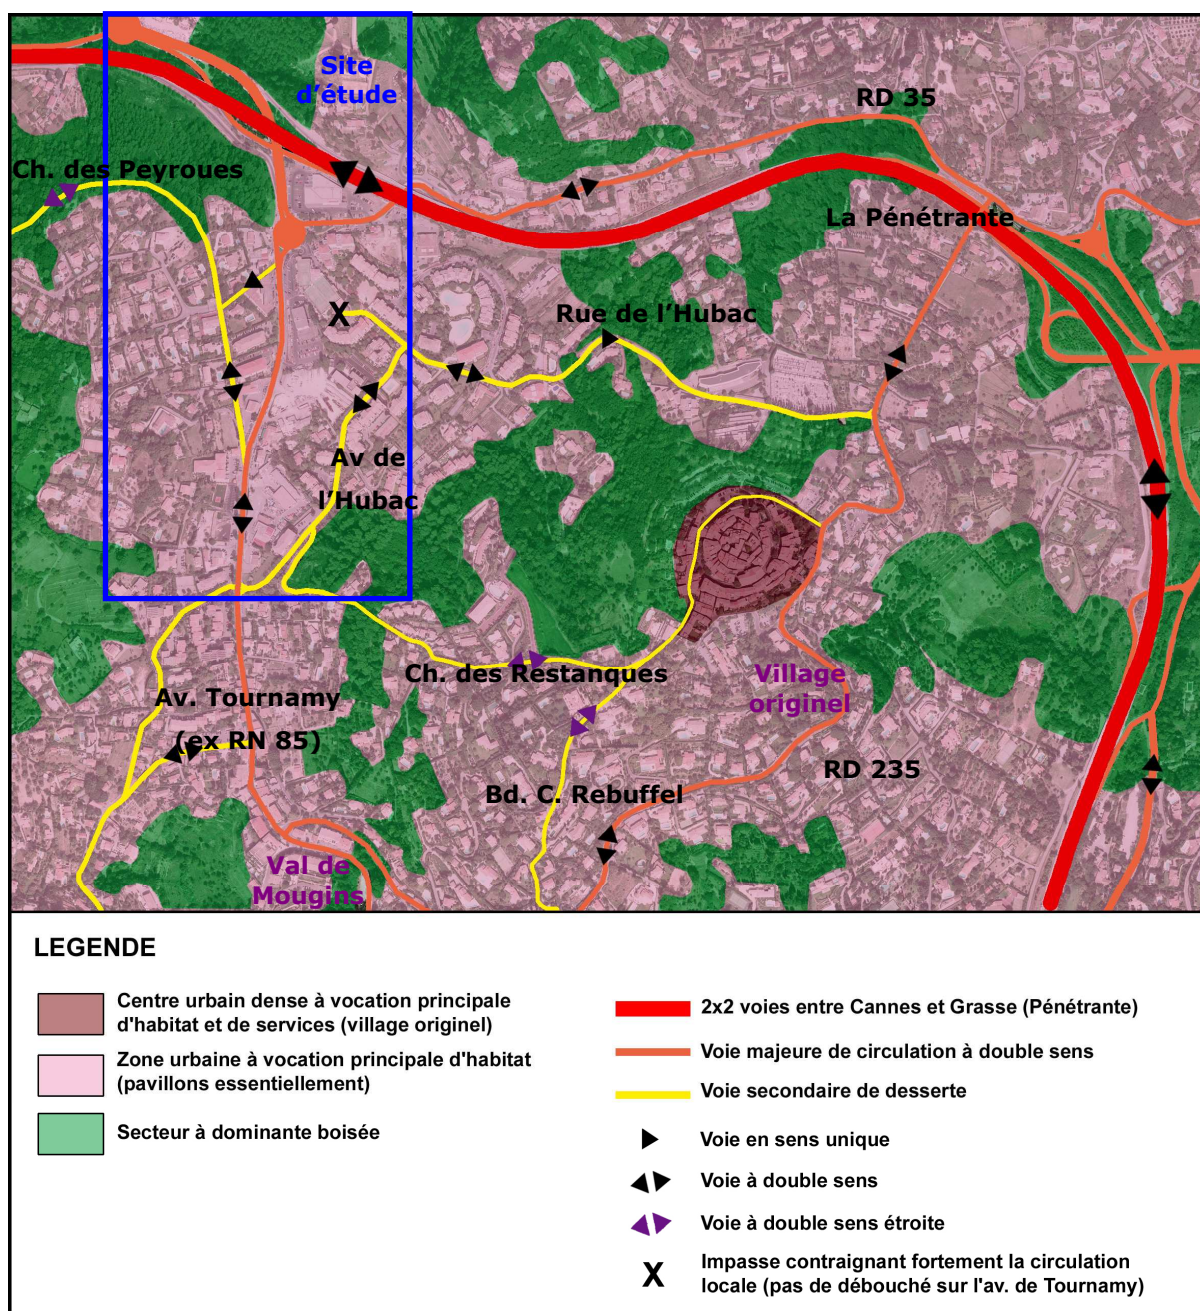 Site
d'étude
RD 35
Ch. des Peyroues
La Pénétrante
X
Rue de l'Hubac
Av de
l'Hubac
Ch. des Restanques
Village
originel
Av. Tournamy
(ex RN 85)
RD 235
Bd. C. Rebuffel
Val de
Mougins
LEGENDE
Centre urbain dense à vocation principale
d'habitat et de services (village originel)
Zone urbaine à vocation principale d'habitat
(pavillons essentiellement)
Secteur à dominante boisée
2x2 voies entre Cannes et Grasse (Pénétrante)
Voie majeure de circulation à double sens
Voie secondaire de desserte
Voie en sens unique
Voie à double sens
Voie à double sens étroite
X
Impasse contraignant fortement la circulation
locale (pas de débouché sur l'av. de Tournamy)